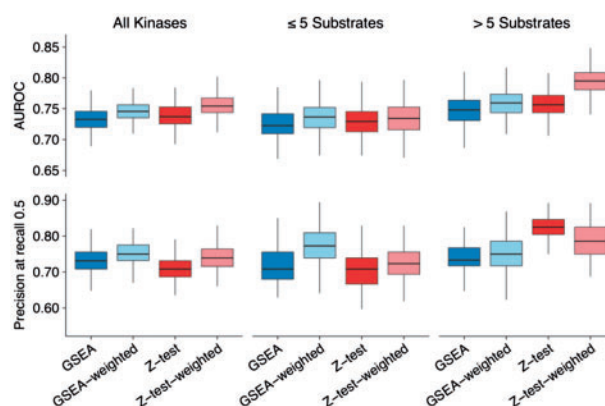 All Kinases
≤ 5 Substrates
> 5 Substrates
AUROC
0.85
0.80
0.75
0.70
0.65
Precision at recall 0.5
0.90
0.80
0.70
0.60
GSEA
GSEA-weighted
Z-test
Z-test-weighted
GSEA
GSEA-weighted
Z-test
Z-test-weighted
GSEA
GSEA-weighted
Z-test
Z-test-weighted